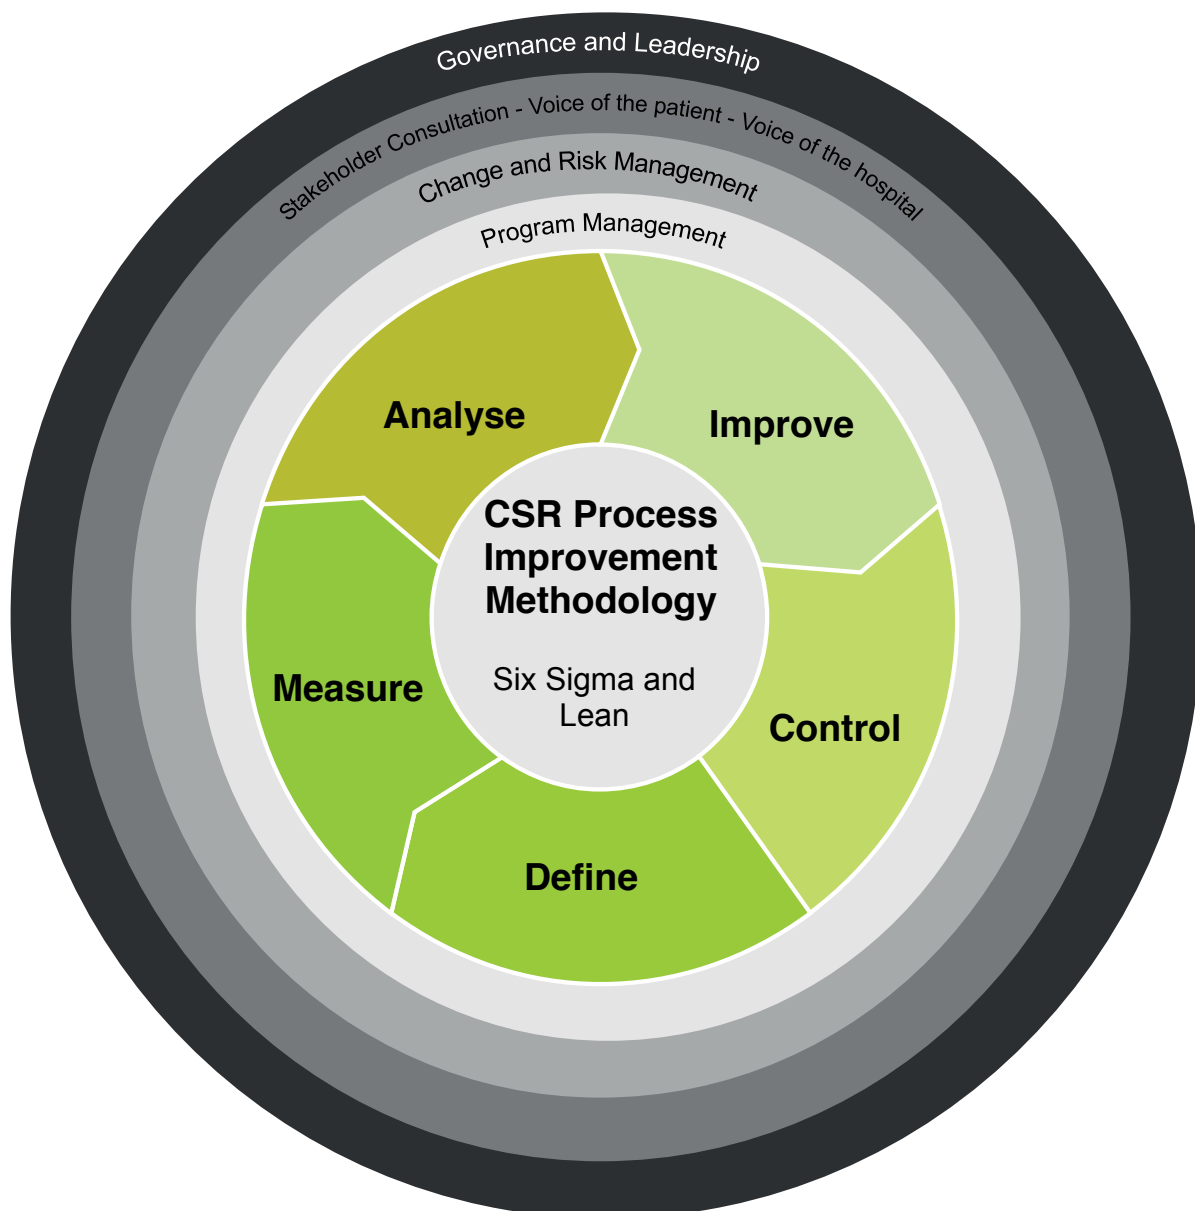 Governance and Leadership
Stakeholder Consultation - Voice of the patient - Voice of the hospital
Change and Risk Management
Program Management
Analyse
Improve
CSR Process
Improvement
Methodology
Six Sigma and
Lean
Measure
Control
Define